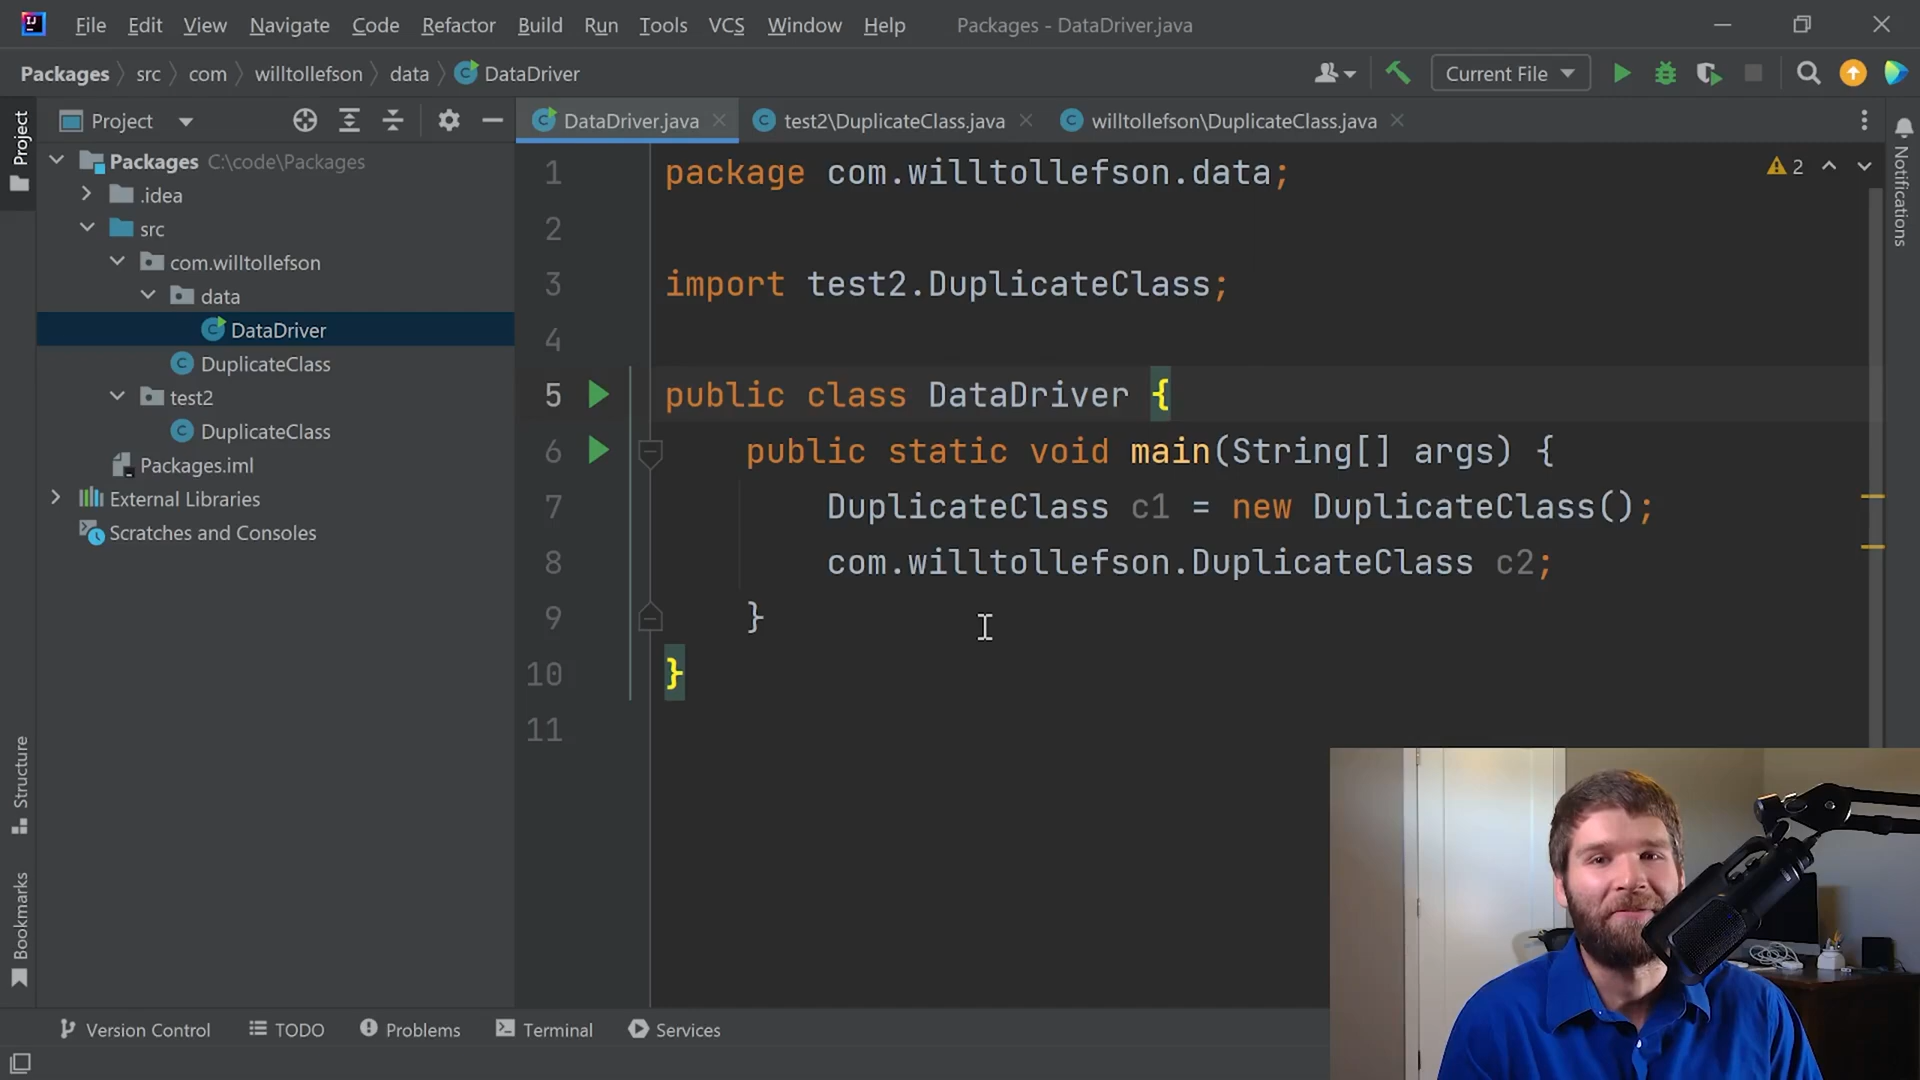 File Edit View Navigate Code Refactor Build Run Tools VCS Window Help Packages - DataDriver.java
Packages src com willtollefson data DataDriver Current File
Project
Project
DataDriver.java test2\DuplicateClass.java willtollefson\DuplicateClass.java
Notifications
Packages C:\code\Packages
.idea
src
com.willtollefson
data
DataDriver
DuplicateClass
test2
DuplicateClass
Packages.iml
External Libraries
Scratches and Consoles
1 package com.willtollefson.data;
2
3 import test2.DuplicateClass;
4
5 public class DataDriver {
6 public static void main(String[] args) {
7 DuplicateClass c1 = new DuplicateClass();
8 com.willtollefson.DuplicateClass c2;
9 }
10 }
11
2
Structure
Bookmarks
Version Control TODO Problems Terminal Services